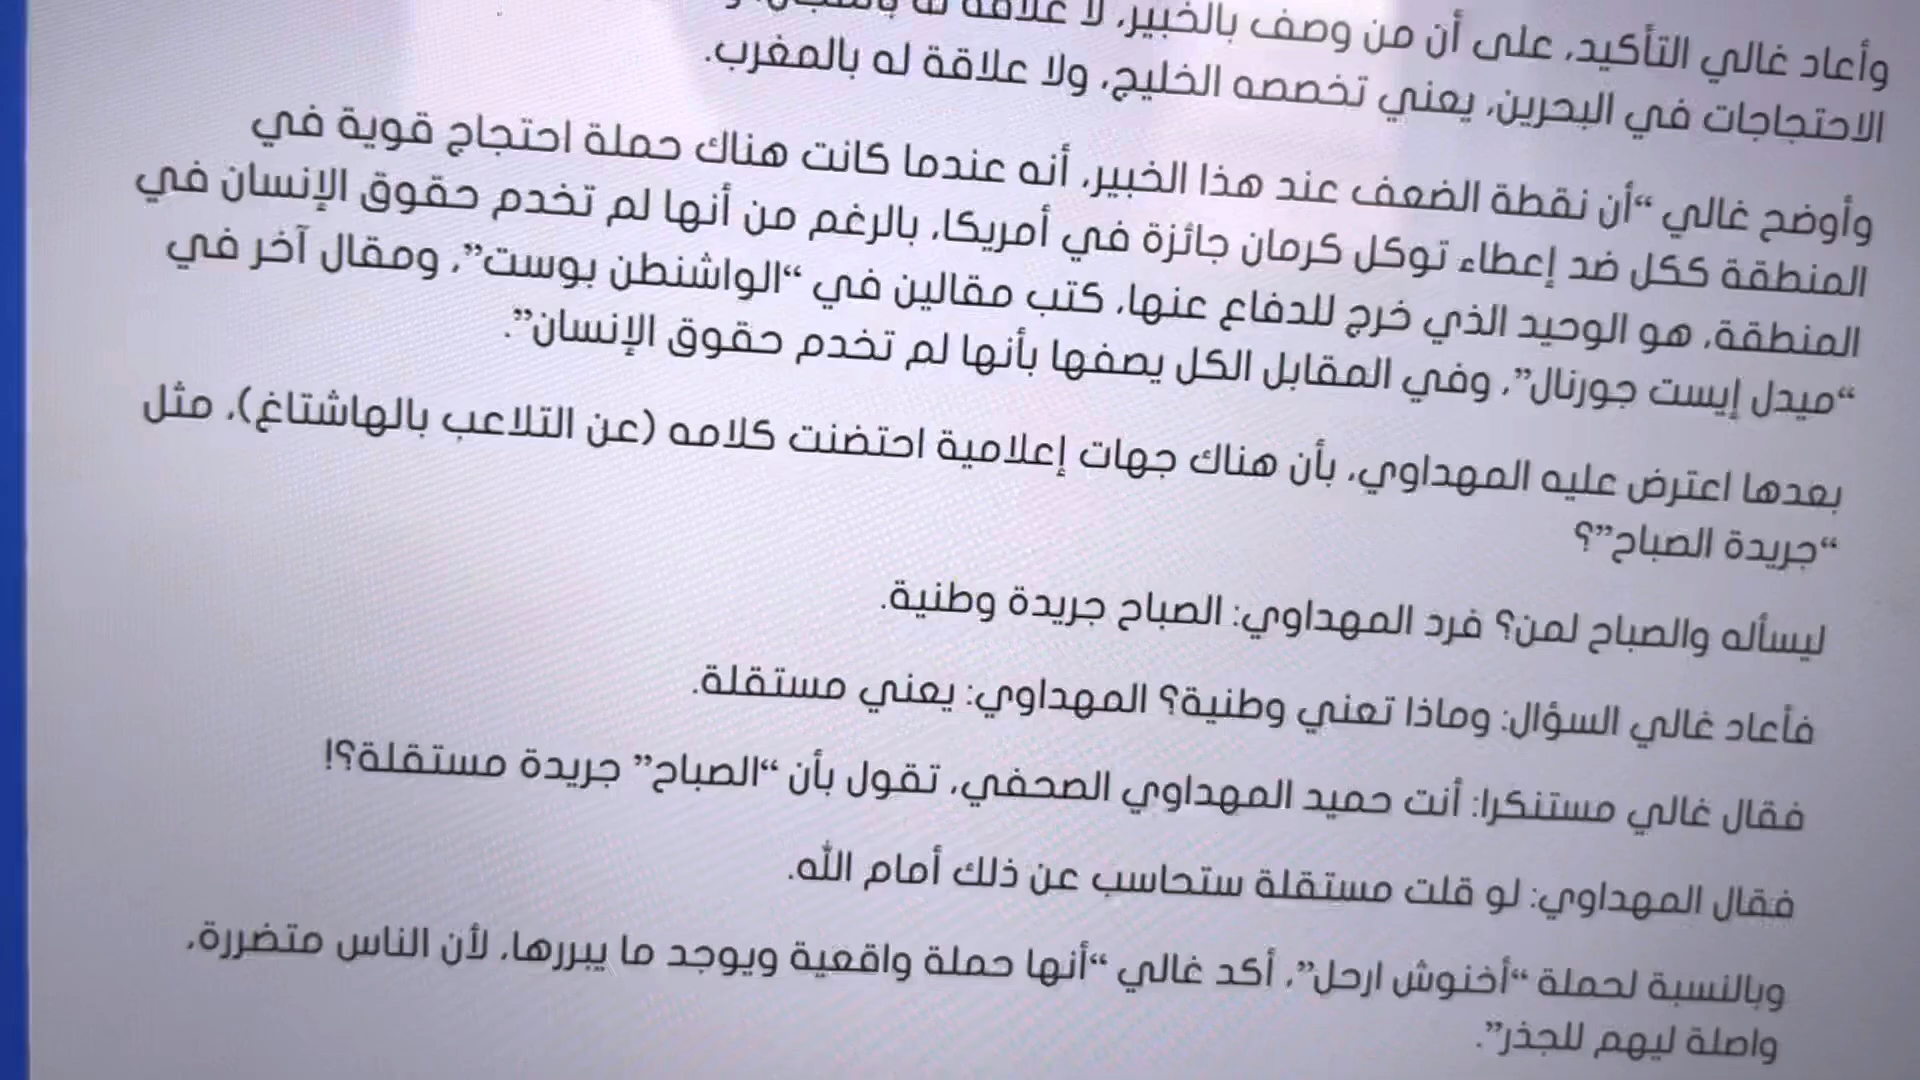 وأعاد غالي التأكيد، على أن من وصف بالخبير، لا علاقة له
الاحتجاجات في البحرين، يعني تخصصه الخليج، ولا علاقة له بالمغرب.
وأوضح غالي “أن نقطة الضعف عند هذا الخبير، أنه عندما كانت هناك حملة احتجاج قوية في
المنطقة ككل ضد إعطاء توكل كرمان جائزة في أمريكا، بالرغم من أنها لم تخدم حقوق الإنسان في
المنطقة، هو الوحيد الذي خرج للدفاع عنها، كتب مقالين في “الواشنطن بوست”، ومقال آخر في
“ميدل إيست جورنال”، وفي المقابل الكل يصفها بأنها لم تخدم حقوق الإنسان”.
بعدها اعترض عليه المهداوي، بأن هناك جهات إعلامية احتضنت كلامه (عن التلاعب بالهاشتاغ)، مثل
“جريدة الصباح”؟
ليسأله والصباح لمن؟ فرد المهداوي: الصباح جريدة وطنية.
فأعاد غالي السؤال: وماذا تعني وطنية؟ المهداوي: يعني مستقلة.
فقال غالي مستنكرا: أنت حميد المهداوي الصحفي، تقول بأن “الصباح” جريدة مستقلة؟!
فقال المهداوي: لو قلت مستقلة ستحاسب عن ذلك أمام الله.
وبالنسبة لحملة “أخنوش ارحل”، أكد غالي “أنها حملة واقعية ويوجد ما يبررها، لأن الناس متضررة،
واصلة ليهم للجذر”.